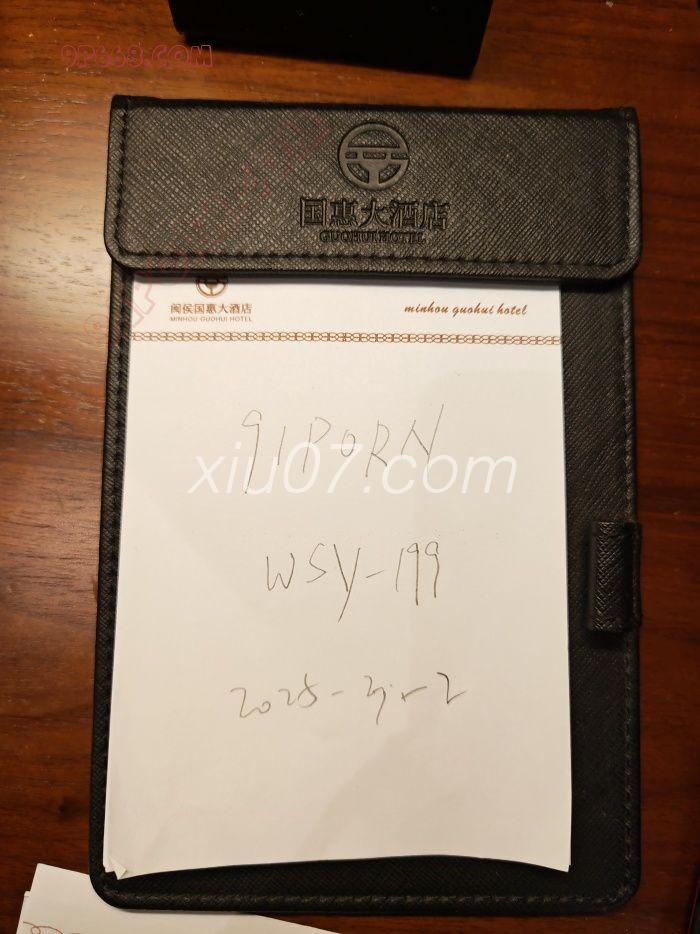 9P668.COM
国惠大酒店
GUOHUI HOTEL
闽侯国惠大酒店
MINHOU GUOHUI HOTEL
minhou guohui hotel
91PORN
xiu07.com
WSY-199